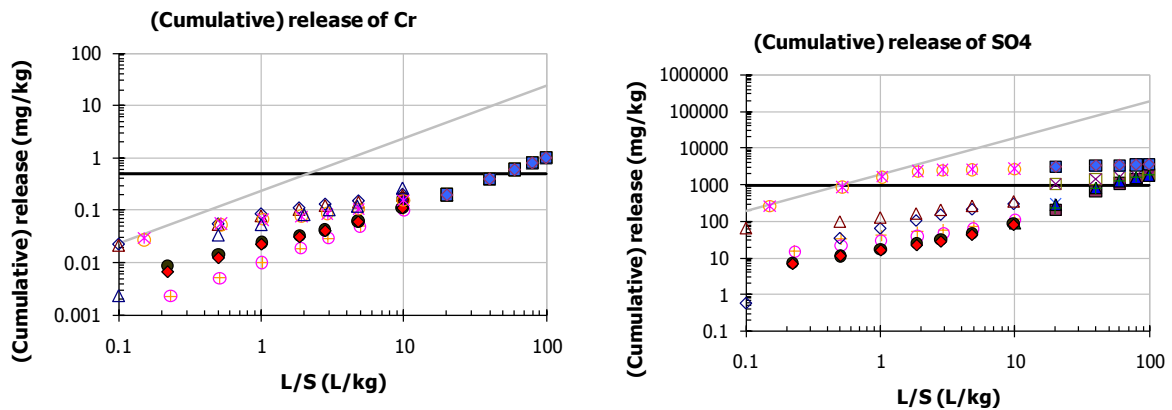 (Cumulative) release of Cr
(Cumulative) release (mg/kg)
100
10
1
0.1
0.01
0.001
0.1 1 10 100
L/S (L/kg)
(Cumulative) release of SO4
(Cumulative) release (mg/kg)
1000000
100000
10000
1000
100
10
1
0.1
0.1 1 10 100
L/S (L/kg)